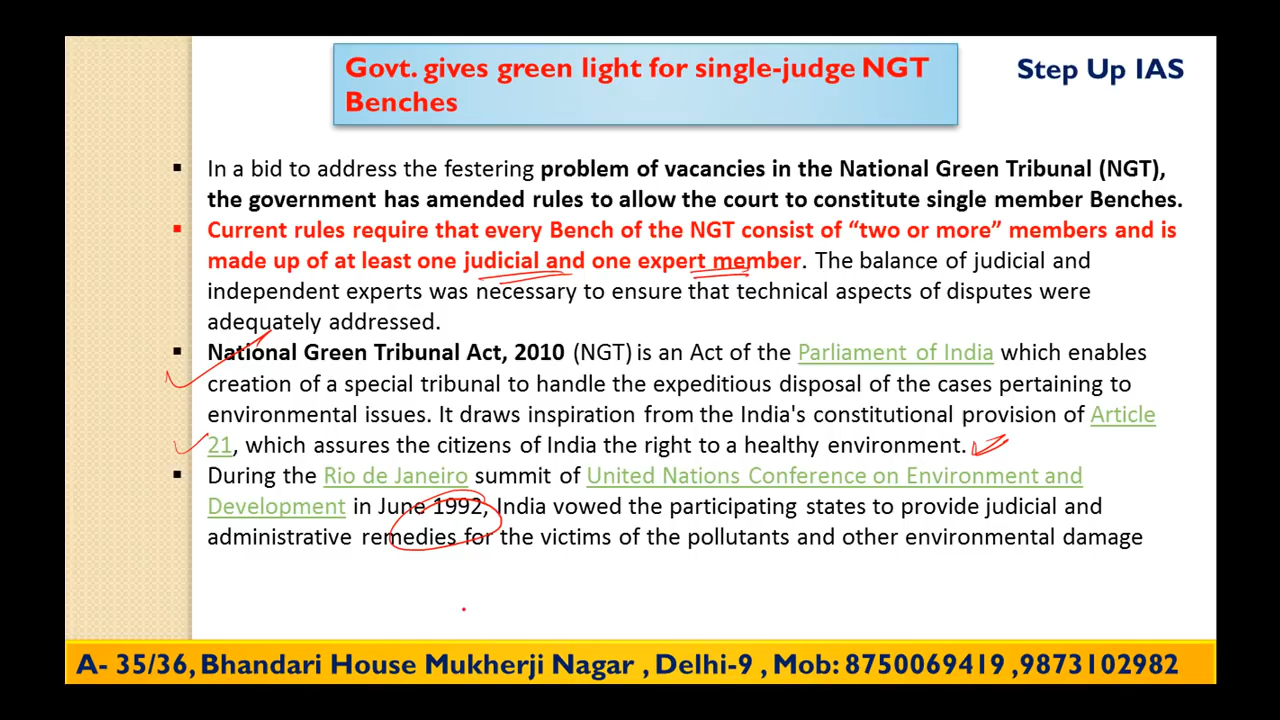 Govt. gives green light for single-judge NGT
Benches
Step Up IAS
▪ In a bid to address the festering problem of vacancies in the National Green Tribunal (NGT),
the government has amended rules to allow the court to constitute single member Benches.
▪ Current rules require that every Bench of the NGT consist of “two or more” members and is
made up of at least one judicial and one expert member. The balance of judicial and
independent experts was necessary to ensure that technical aspects of disputes were
adequately addressed.
▪ National Green Tribunal Act, 2010 (NGT) is an Act of the Parliament of India which enables
creation of a special tribunal to handle the expeditious disposal of the cases pertaining to
environmental issues. It draws inspiration from the India's constitutional provision of Article
21, which assures the citizens of India the right to a healthy environment.
▪ During the Rio de Janeiro summit of United Nations Conference on Environment and
Development in June 1992, India vowed the participating states to provide judicial and
administrative remedies for the victims of the pollutants and other environmental damage
A- 35/36, Bhandari House Mukherji Nagar , Delhi-9 , Mob: 8750069419 ,9873102982